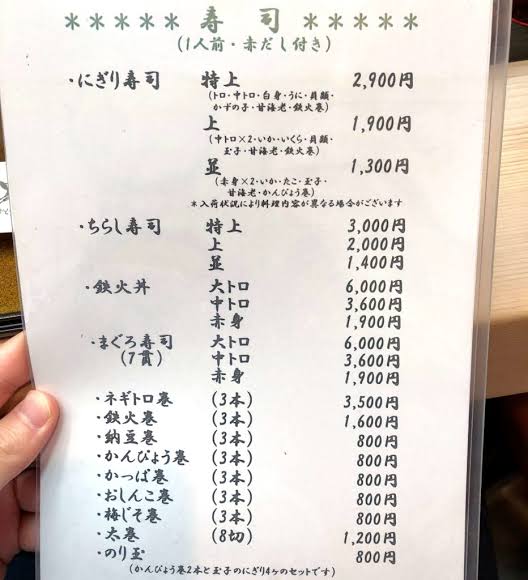 ＊＊＊＊＊ 寿 司 ＊＊＊＊＊
(1人前・赤だし付き)
・にぎり寿司 特上 2,900円
(トロ・中トロ・白身・うに・貝類・
かずの子・甘海老・鉄火巻)
上 1,900円
(中トロ×2・いか・いくら・貝類・
玉子・甘海老・鉄火巻)
並 1,300円
(赤身×2・いか・たこ・玉子・
甘海老・かんぴょう巻)
＊入荷状況により料理内容が異なる場合がございます
・ちらし寿司 特上 3,000円
上 2,000円
並 1,400円
・鉄火丼 大トロ 6,000円
中トロ 3,600円
赤身 1,900円
・まぐろ寿司 大トロ 6,000円
(7貫) 中トロ 3,600円
赤身 1,900円
・ネギトロ巻 (3本) 3,500円
・鉄火巻 (3本) 1,600円
・納豆巻 (3本) 800円
・かんぴょう巻 (3本) 800円
・かっぱ巻 (3本) 800円
・おしんこ巻 (3本) 800円
・梅じそ巻 (3本) 800円
・太巻 (8切) 1,200円
・のり玉 800円
(かんぴょう巻2本と玉子のにぎり4ヶのセットです)